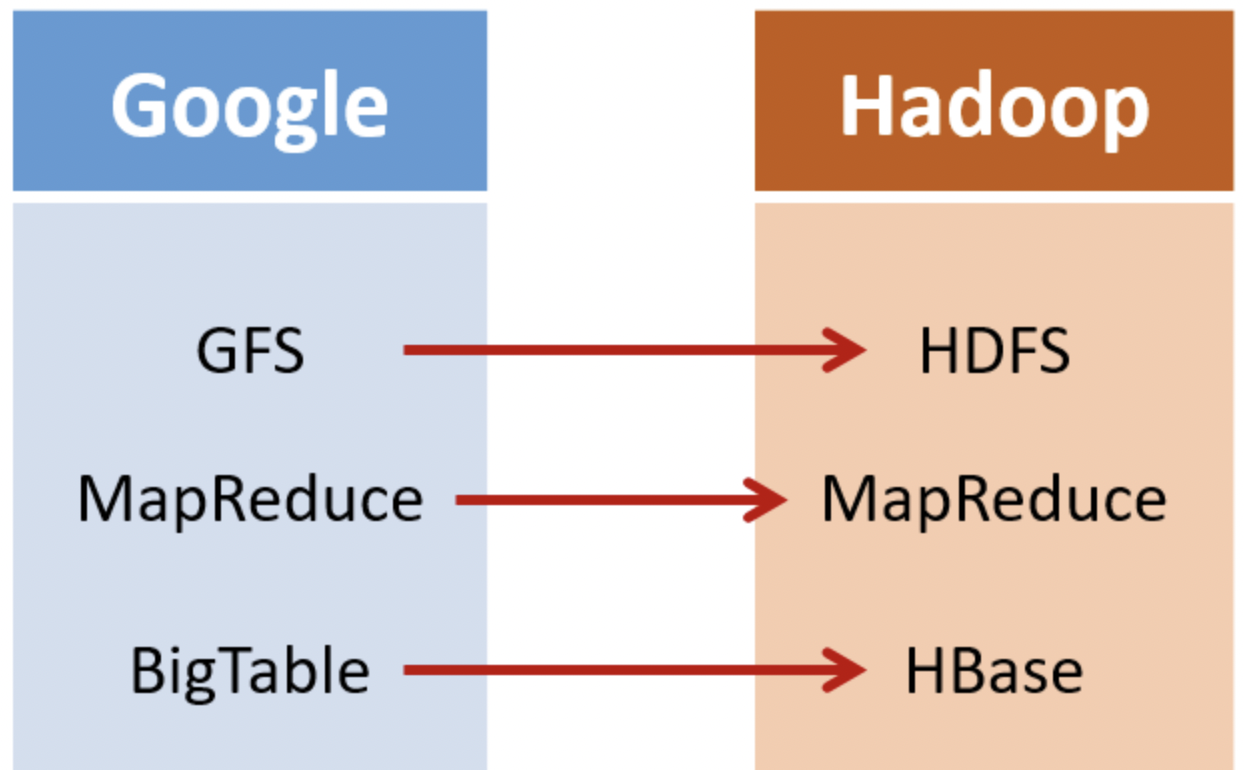 Google
Hadoop
GFS
HDFS
MapReduce
MapReduce
BigTable
HBase